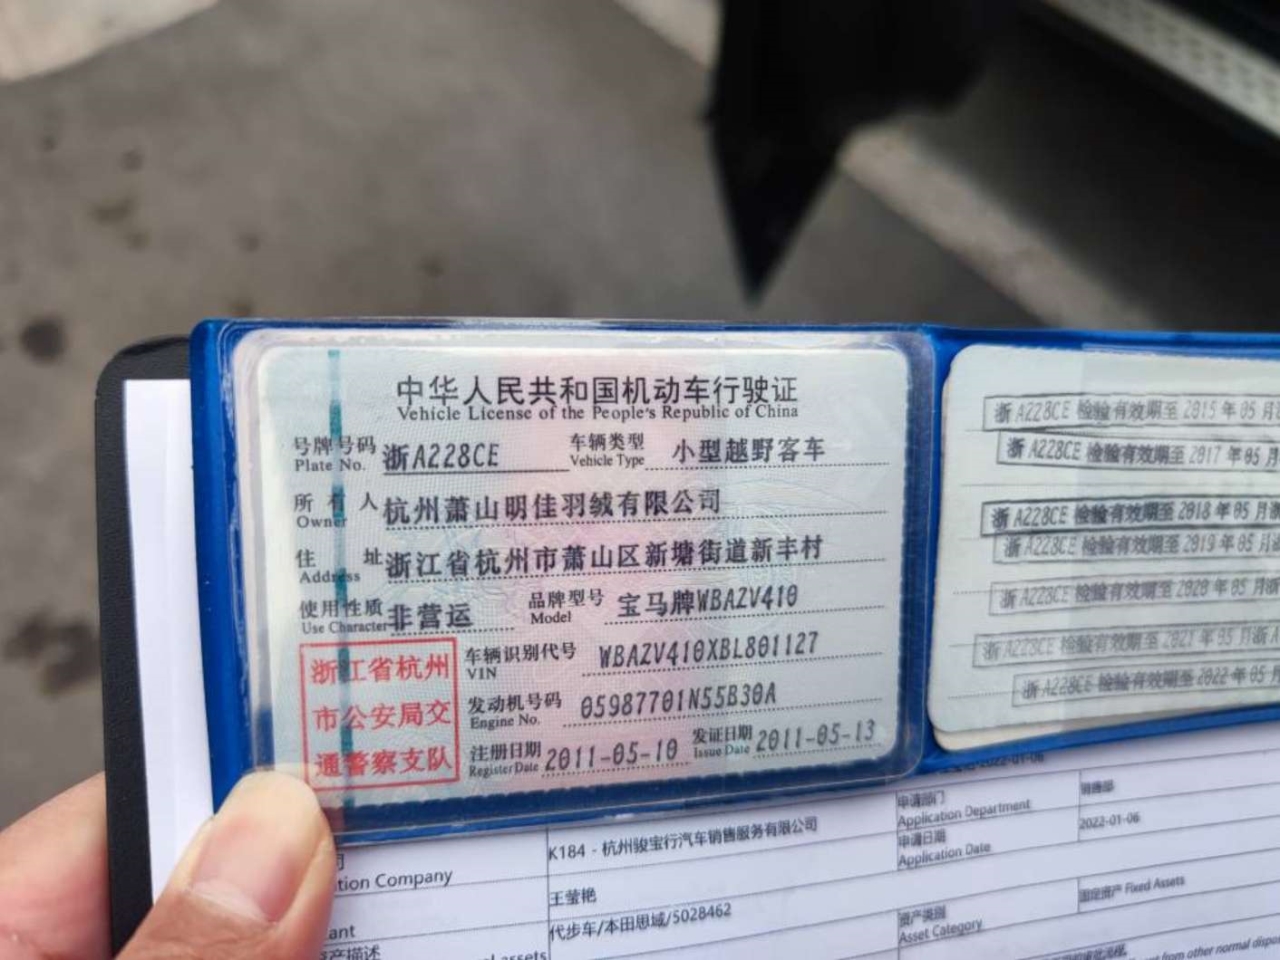 中华人民共和国机动车行驶证
Vehicle License of the People's Republic of China
号牌号码 浙A228CE 车辆类型 小型越野客车
Plate No. Vehicle Type
所有人 杭州萧山明佳羽绒有限公司
Owner
住址 浙江省杭州市萧山区新塘街道新丰村
Address
使用性质 非营运 品牌型号 宝马牌WBAZV410
Use Character Model
浙江省杭州
市公安局交
通警察支队
车辆识别代号 WBAZV410XBL801127
VIN
发动机号码 05987701N55B30A
Engine No.
注册日期 2011-05-10 发证日期 2011-05-13
Register Date Issue Date
浙A228CE 检验有效期至 2015年05月
浙A228CE 检验有效期至 2017年05月
浙A228CE 检验有效期至 2018年05月浙
浙A228CE 检验有效期至 2019年05月
浙A228CE 检验有效期至 2020年05月浙
浙A228CE 检验有效期至 2021年05月浙
浙A228CE 检验有效期至 2022年05月
2022-01-06
申请部门
Application Department
K184 - 杭州骏宝行汽车销售服务有限公司
司
tion Company
申请日期 2022-01-06
Application Date
王莹艳
ant
代步车/本田思域/5028462
产描述
assets
资产类别 固定资产 Fixed Assets
Asset Category
from other normal dispo